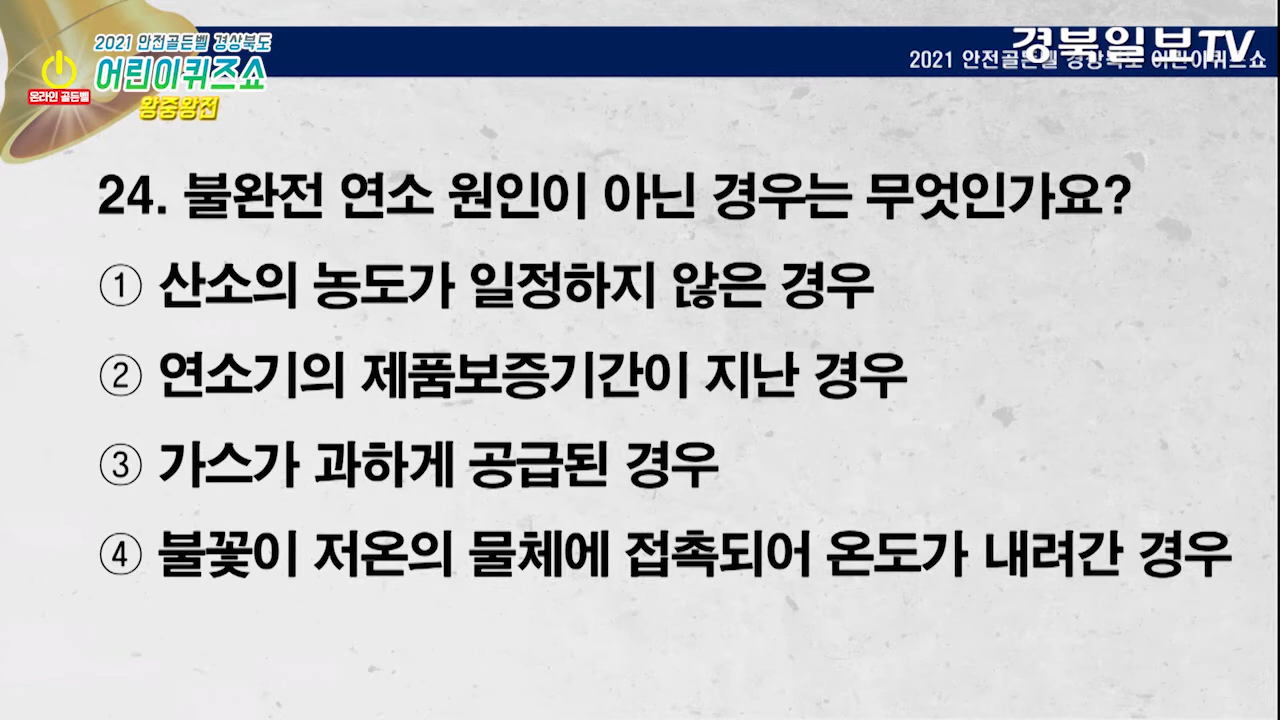 2021 안전골든벨 경상북도
어린이퀴즈쇼
온라인 골든벨
왕중왕전
경북일보TV
2021 안전골든벨 경상북도 어린이퀴즈쇼
24. 불완전 연소 원인이 아닌 경우는 무엇인가요?
① 산소의 농도가 일정하지 않은 경우
② 연소기의 제품보증기간이 지난 경우
③ 가스가 과하게 공급된 경우
④ 불꽃이 저온의 물체에 접촉되어 온도가 내려간 경우